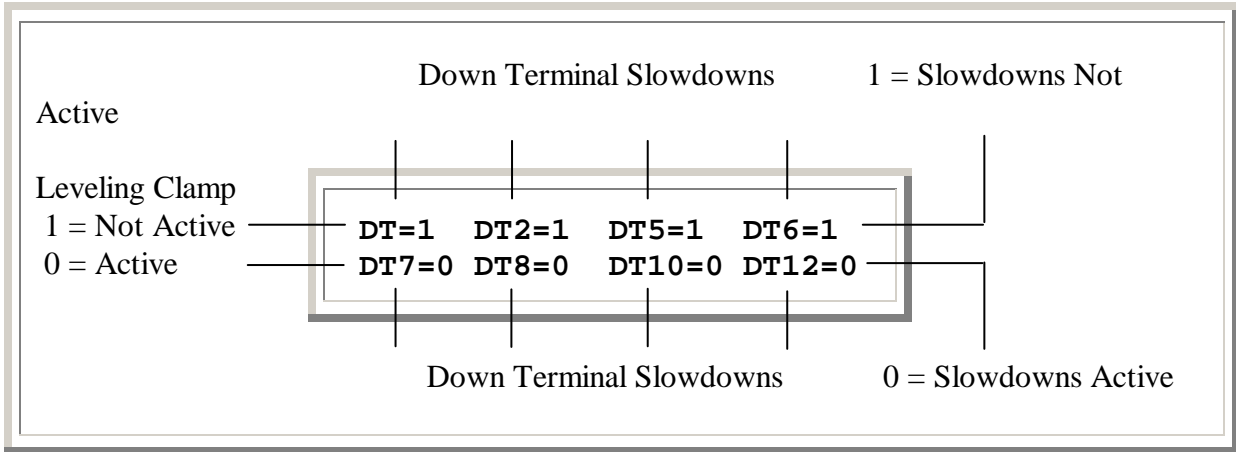 Down Terminal Slowdowns 1 = Slowdowns Not
Active
Leveling Clamp
1 = Not Active
0 = Active
DT=1 DT2=1 DT5=1 DT6=1
DT7=0 DT8=0 DT10=0 DT12=0
Down Terminal Slowdowns 0 = Slowdowns Active